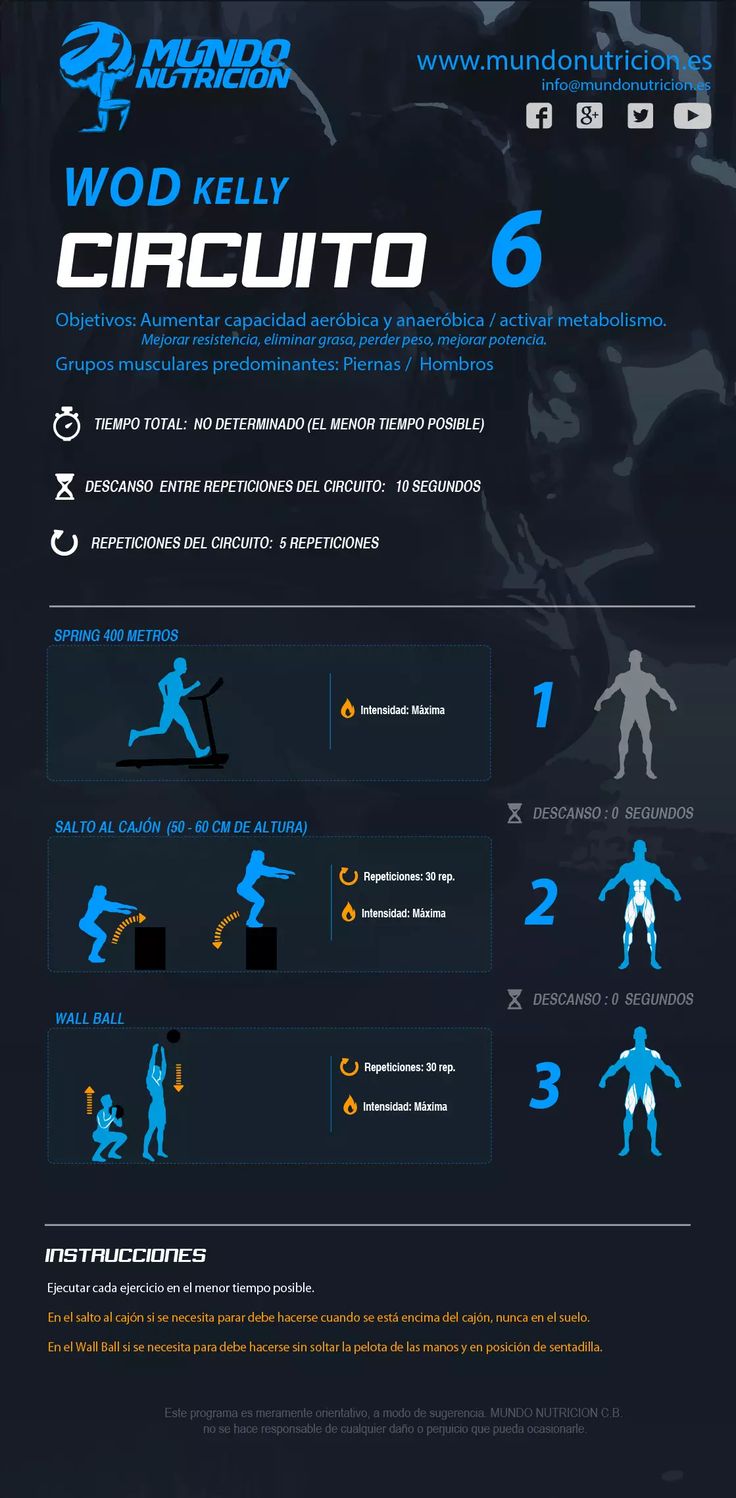 MUNDO
NUTRICION
www.mundonutricion.es
info@mundonutricion.es
WOD KELLY
CIRCUITO 6
Objetivos: Aumentar capacidad aeróbica y anaeróbica / activar metabolismo.
Mejorar resistencia, eliminar grasa, perder peso, mejorar potencia.
Grupos musculares predominantes: Piernas / Hombros
TIEMPO TOTAL: NO DETERMINADO (EL MENOR TIEMPO POSIBLE)
DESCANSO ENTRE REPETICIONES DEL CIRCUITO: 10 SEGUNDOS
REPETICIONES DEL CIRCUITO: 5 REPETICIONES
SPRING 400 METROS
Intensidad: Máxima
1
DESCANSO : 0 SEGUNDOS
SALTO AL CAJÓN (50 - 60 CM DE ALTURA)
Repeticiones: 30 rep.
Intensidad: Máxima
2
DESCANSO : 0 SEGUNDOS
WALL BALL
Repeticiones: 30 rep.
Intensidad: Máxima
3
INSTRUCCIONES
Ejecutar cada ejercicio en el menor tiempo posible.
En el salto al cajón si se necesita parar debe hacerse cuando se está encima del cajón, nunca en el suelo.
En el Wall Ball si se necesita para debe hacerse sin soltar la pelota de las manos y en posición de sentadilla.
Este programa es meramente orientativo, a modo de sugerencia. MUNDO NUTRICION C.B.
no se hace responsable de cualquier daño o perjuicio que pueda ocasionarle.